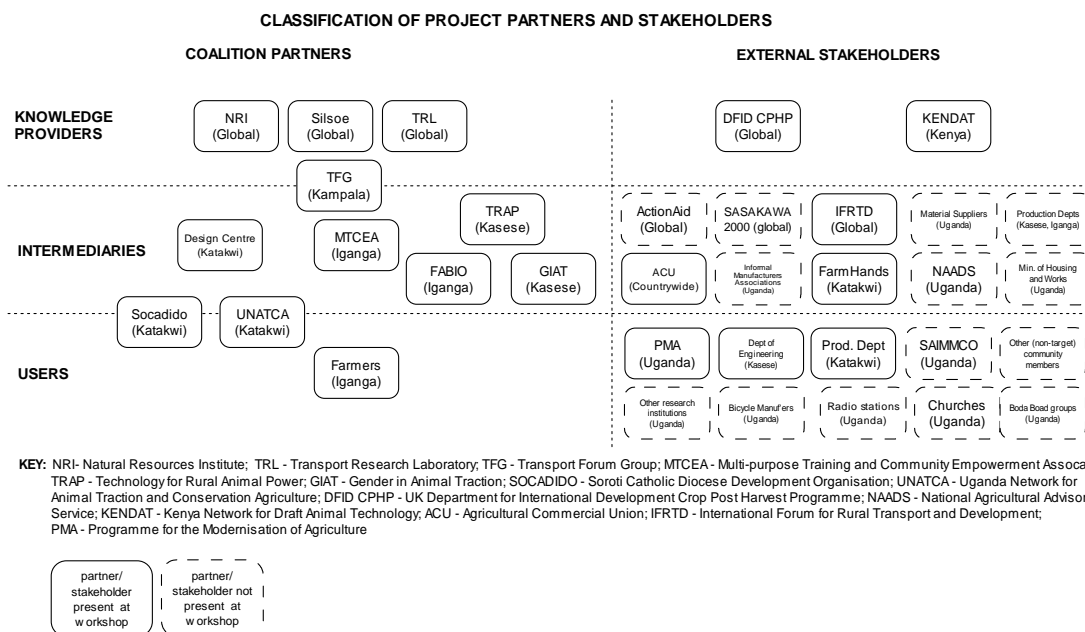 CLASSIFICATION OF PROJECT PARTNERS AND STAKEHOLDERS
COALITION PARTNERS
EXTERNAL STAKEHOLDERS
KNOWLEDGE
PROVIDERS
NRI
(Global)
Silsoe
(Global)
TRL
(Global)
DFID CPHP
(Global)
KENDAT
(Kenya)
TFG
(Kampala)
INTERMEDIARIES
Design Centre
(Katakwi)
MTCEA
(Iganga)
TRAP
(Kasese)
FABIO
(Iganga)
GIAT
(Kasese)
ActionAid
(Global)
SASAKAWA
2000 (global)
IFRTD
(Global)
Material Suppliers
(Uganda)
Production Depts
(Kasese, Iganga)
ACU
(Countrywide)
Informal
Manufacturers
Associations
(Uganda)
FarmHands
(Katakwi)
NAADS
(Uganda)
Min. of Housing
and Works
(Uganda)
Socadido
(Katakwi)
UNATCA
(Katakwi)
USERS
Farmers
(Iganga)
PMA
(Uganda)
Dept of
Engineering
(Kasese)
Prod. Dept
(Katakwi)
SAIMMCO
(Uganda)
Other (non-target)
community
members
Other research
institutions
(Uganda)
Bicycle Manuf'ers
(Uganda)
Radio stations
(Uganda)
Churches
(Uganda)
Boda Boad groups
(Uganda)
KEY: NRI- Natural Resources Institute; TRL - Transport Research Laboratory; TFG - Transport Forum Group; MTCEA - Multi-purpose Training and Community Empowerment Assoca
TRAP - Technology for Rural Animal Power; GIAT - Gender in Animal Traction; SOCADIDO - Soroti Catholic Diocese Development Organisation; UNATCA - Uganda Network for
Animal Traction and Conservation Agriculture; DFID CPHP - UK Department for International Development Crop Post Harvest Programme; NAADS - National Agricultural Advisor
Service; KENDAT - Kenya Network for Draft Animal Technology; ACU - Agricultural Commercial Union; IFRTD - International Forum for Rural Transport and Development;
PMA - Programme for the Modernisation of Agriculture
partner/
stakeholder
present at
workshop
partner/
stakeholder not
present at
workshop